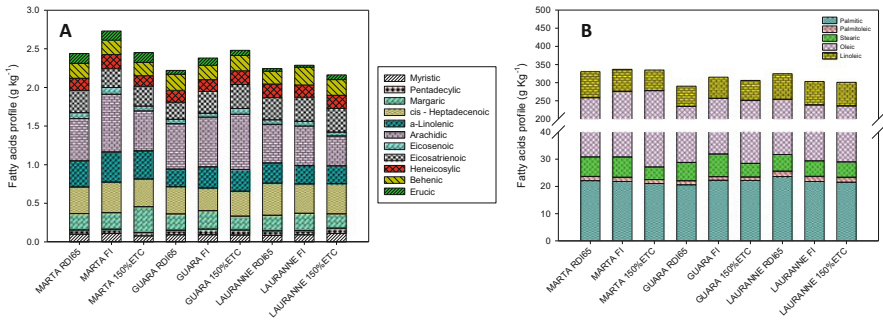 A
Fatty acids profile (g kg-1)
3.0
2.5
2.0
1.5
1.0
0.5
0.0
MARTA RDI65
MARTA FI
MARTA 150%ETC
GUARA RDI65
GUARA FI
GUARA 150%ETC
LAURANNE RDI65
LAURANNE FI
LAURANNE 150%ETC
Myristic
Pentadecylic
Margaric
cis - Heptadecenoic
a-Linolenic
Arachidic
Eicosenoic
Eicosatrienoic
Heneicosylic
Behenic
Erucic
B
Fatty acids profile (g Kg-1)
500
450
400
350
300
250
200
40
30
20
10
0
MARTA RDI65
MARTA FI
MARTA 150%ETC
GUARA RDI65
GUARA FI
GUARA 150%ETC
LAURANNE RDI65
LAURANNE FI
LAURANNE 150%ETC
Palmitic
Palmitoleic
Stearic
Oleic
Linoleic